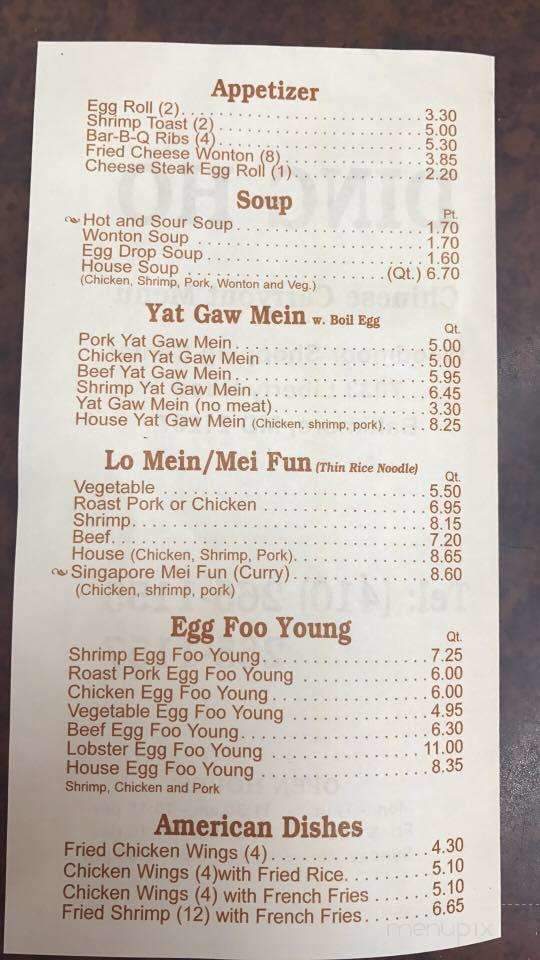 Appetizer
Egg Roll (2) 3.30
Shrimp Toast (2) 5.00
Bar-B-Q Ribs (4) 5.30
Fried Cheese Wonton (8) 3.85
Cheese Steak Egg Roll (1) 2.20
Soup
Pt.
Hot and Sour Soup 1.70
Wonton Soup 1.70
Egg Drop Soup 1.60
House Soup (Qt.) 6.70
(Chicken, Shrimp, Pork, Wonton and Veg.)
Yat Gaw Mein w. Boil Egg
Qt.
Pork Yat Gaw Mein 5.00
Chicken Yat Gaw Mein 5.00
Beef Yat Gaw Mein 5.95
Shrimp Yat Gaw Mein 6.45
Yat Gaw Mein (no meat) 3.30
House Yat Gaw Mein (Chicken, shrimp, pork) 8.25
Lo Mein/Mei Fun (Thin Rice Noodle)
Qt.
Vegetable 5.50
Roast Pork or Chicken 6.95
Shrimp 8.15
Beef 7.20
House (Chicken, Shrimp, Pork) 8.65
Singapore Mei Fun (Curry) 8.60
(Chicken, shrimp, pork)
Egg Foo Young
Qt.
Shrimp Egg Foo Young 7.25
Roast Pork Egg Foo Young 6.00
Chicken Egg Foo Young 6.00
Vegetable Egg Foo Young 4.95
Beef Egg Foo Young 6.30
Lobster Egg Foo Young 11.00
House Egg Foo Young 8.35
Shrimp, Chicken and Pork
American Dishes
Fried Chicken Wings (4) 4.30
Chicken Wings (4)with Fried Rice 5.10
Chicken Wings (4) with French Fries 5.10
Fried Shrimp (12) with French Fries 6.65
menupix